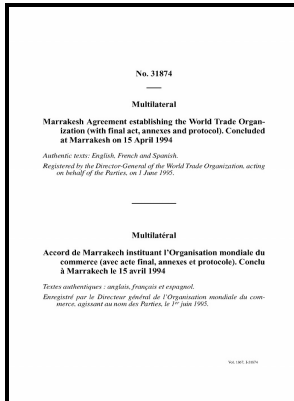 No. 31874
Multilateral
Marrakesh Agreement establishing the World Trade Organ-
ization (with final act, annexes and protocol). Concluded
at Marrakesh on 15 April 1994
Authentic texts: English, French and Spanish.
Registered by the Director-General of the World Trade Organization, acting
on behalf of the Parties, on 1 June 1995.
Multilatéral
Accord de Marrakech instituant l'Organisation mondiale du
commerce (avec acte final, annexes et protocole). Conclu
à Marrakech le 15 avril 1994
Textes authentiques : anglais, français et espagnol.
Enregistré par le Directeur général de l'Organisation mondiale du com-
merce, agissant au nom des Parties, le 1er juin 1995.
Vol. 1867, I-31874